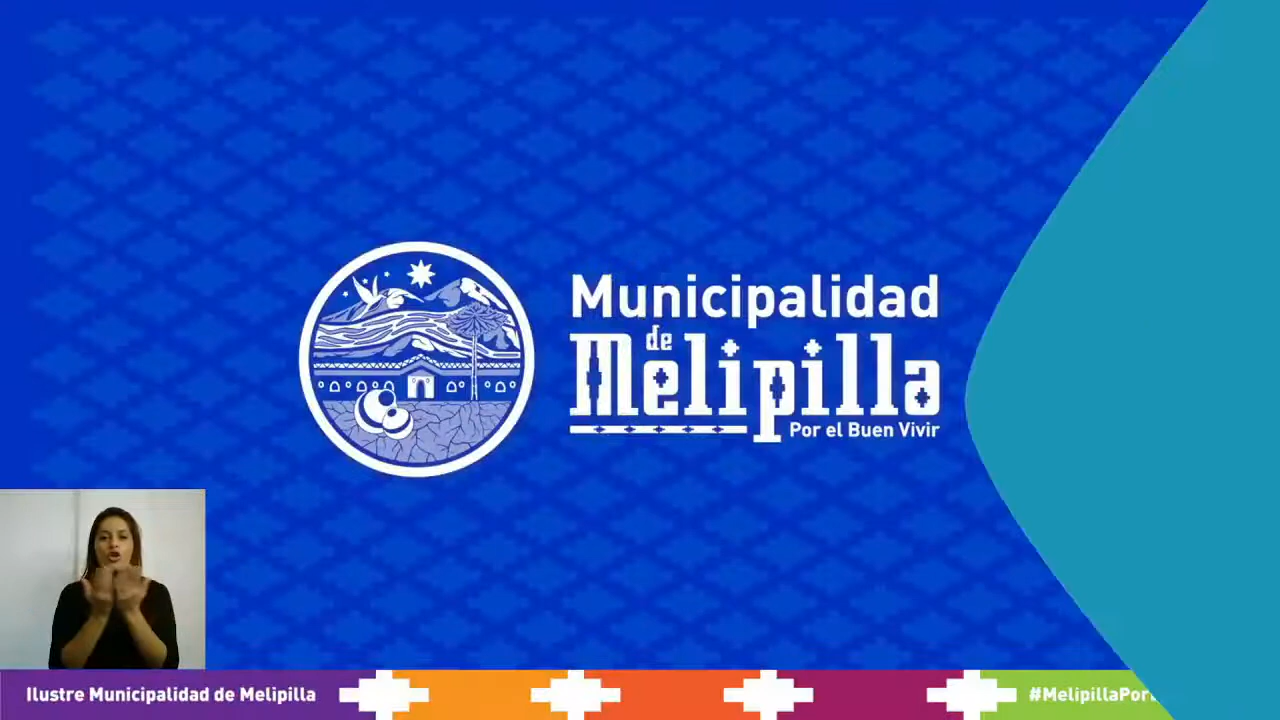 Municipalidad
de
Melipilla
Por el Buen Vivir
Ilustre Municipalidad de Melipilla
#MelipillaPor